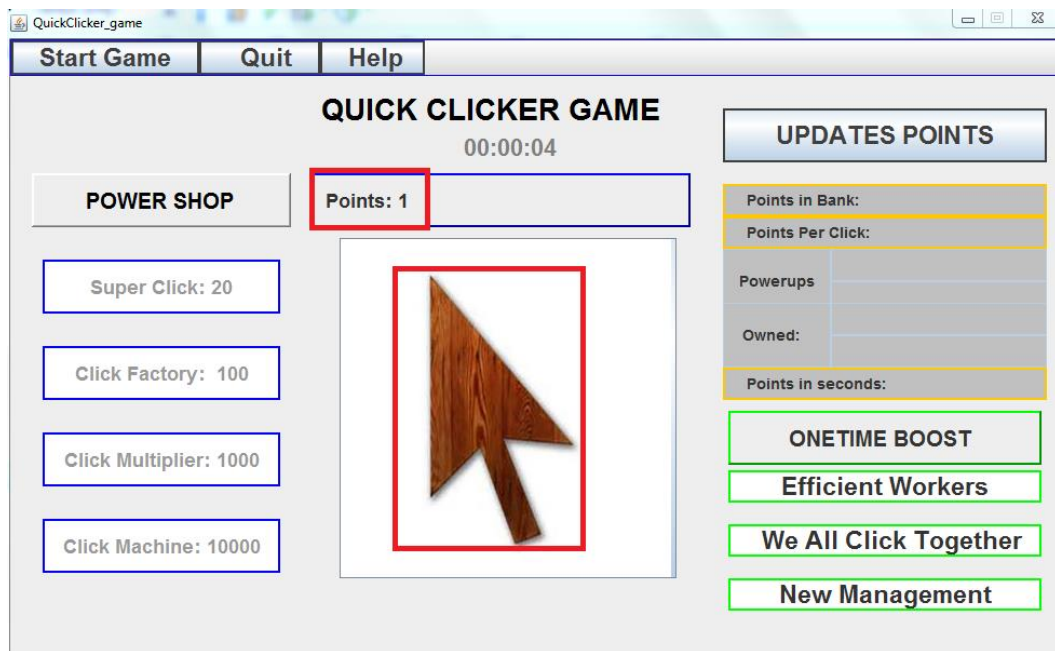 QuickClicker_game
Start Game Quit Help
QUICK CLICKER GAME
00:00:04
UPDATES POINTS
POWER SHOP
Points: 1
Points in Bank:
Points Per Click:
Super Click: 20
Powerups
Owned:
Click Factory: 100
Points in seconds:
ONETIME BOOST
Click Multiplier: 1000
Efficient Workers
Click Machine: 10000
We All Click Together
New Management